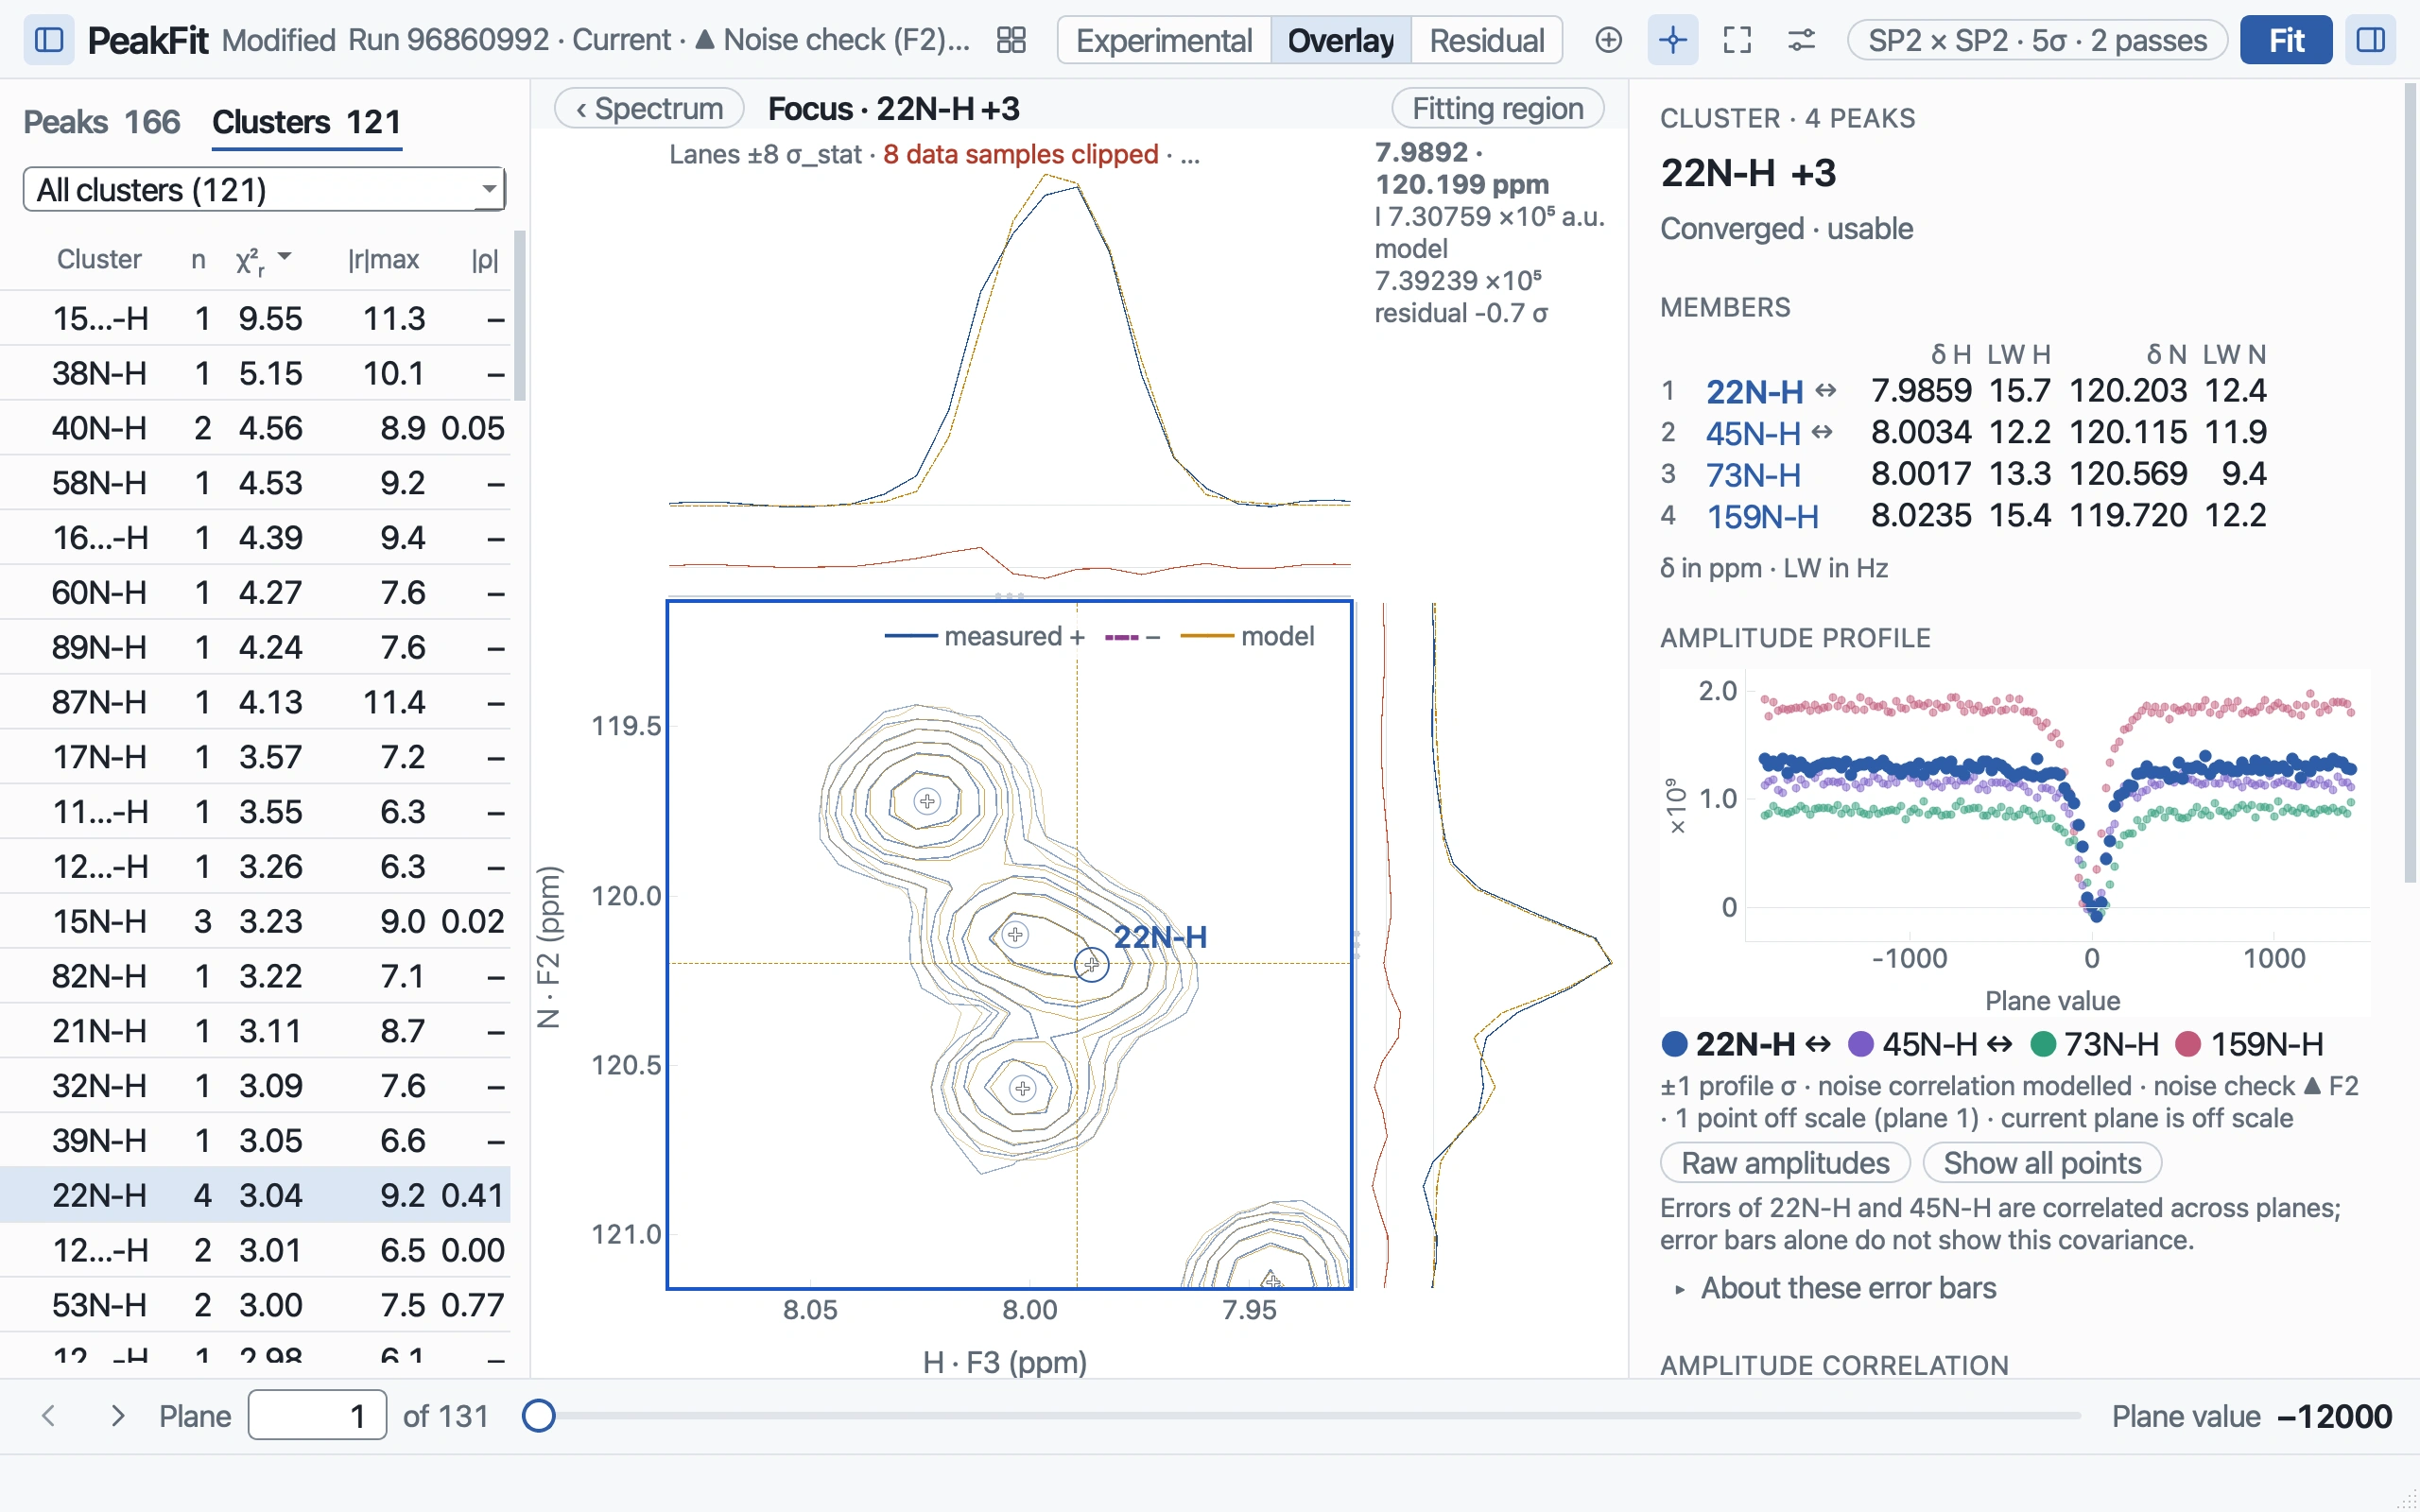 PeakFit Modified Run 96860992 · Current · ▲ Noise check (F2)... Experimental Overlay Residual SP2 × SP2 · 5σ · 2 passes Fit
Peaks 166 Clusters 121
All clusters (121)
Cluster n χ²r |r|max |ρ|
15...-H 1 9.55 11.3 –
38N-H 1 5.15 10.1 –
40N-H 2 4.56 8.9 0.05
58N-H 1 4.53 9.2 –
16...-H 1 4.39 9.4 –
60N-H 1 4.27 7.6 –
89N-H 1 4.24 7.6 –
87N-H 1 4.13 11.4 –
17N-H 1 3.57 7.2 –
11...-H 1 3.55 6.3 –
12...-H 1 3.26 6.3 –
15N-H 3 3.23 9.0 0.02
82N-H 1 3.22 7.1 –
21N-H 1 3.11 8.7 –
32N-H 1 3.09 7.6 –
39N-H 1 3.05 6.6 –
22N-H 4 3.04 9.2 0.41
12...-H 2 3.01 6.5 0.00
53N-H 2 3.00 7.5 0.77
12...-H 1 2.98 6.1 –
‹ Spectrum Focus · 22N-H +3 Fitting region
Lanes ±8 σ_stat · 8 data samples clipped · ...
7.9892 ·
120.199 ppm
I 7.30759 ×10⁵ a.u.
model
7.39239 ×10⁵
residual -0.7 σ
measured + – model
22N-H
119.5
120.0
120.5
121.0
N · F2 (ppm)
8.05 8.00 7.95
H · F3 (ppm)
CLUSTER · 4 PEAKS
22N-H +3
Converged · usable
MEMBERS
δ H LW H δ N LW N
1 22N-H ↔ 7.9859 15.7 120.203 12.4
2 45N-H ↔ 8.0034 12.2 120.115 11.9
3 73N-H 8.0017 13.3 120.569 9.4
4 159N-H 8.0235 15.4 119.720 12.2
δ in ppm · LW in Hz
AMPLITUDE PROFILE
2.0
1.0
0
×10⁹
-1000 0 1000
Plane value
22N-H ↔ 45N-H ↔ 73N-H 159N-H
±1 profile σ · noise correlation modelled · noise check ▲ F2
· 1 point off scale (plane 1) · current plane is off scale
Raw amplitudes Show all points
Errors of 22N-H and 45N-H are correlated across planes;
error bars alone do not show this covariance.
▸ About these error bars
AMPLITUDE CORRELATION
Plane 1 of 131 Plane value −12000